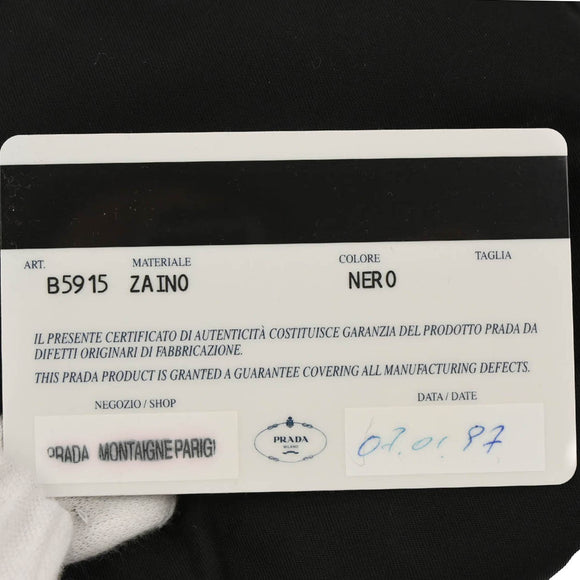 ART. MATERIALE COLORE TAGLIA
B5915 ZAINO NERO
IL PRESENTE CERTIFICATO DI AUTENTICITÀ COSTITUISCE GARANZIA DEL PRODOTTO PRADA DA
DIFETTI ORIGINARI DI FABBRICAZIONE.
THIS PRADA PRODUCT IS GRANTED A GUARANTEE COVERING ALL MANUFACTURING DEFECTS.
NEGOZIO / SHOP
DATA / DATE
PRADA MONTAIGNE PARIGI
PRADA
MILANO
07.01.97